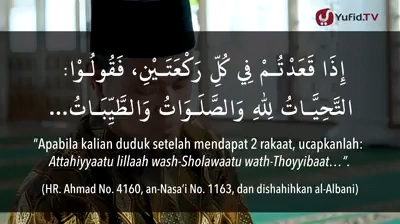 YUFID.TV
إِذَا قَعَدْتُمْ فِي كُلِّ رَكْعَتَيْنِ، فَقُولُوْا:
التَّحِيَّاتُ لِلَّهِ وَالصَّلَوَاتُ وَالطَّيِّبَاتُ...
“Apabila kalian duduk setelah mendapat 2 rakaat, ucapkanlah:
Attahiyyaatu lillaah wash-Sholawaatu wath-Thoyyibaat…”.
(HR. Ahmad No. 4160, an-Nasa’i No. 1163, dan dishahihkan al-Albani)